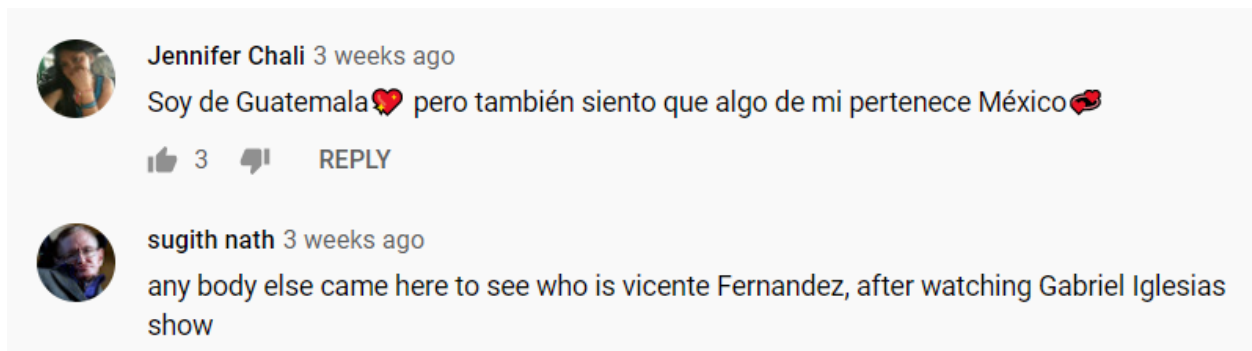 Jennifer Chali 3 weeks ago
Soy de Guatemala💖 pero también siento que algo de mi pertenece México💞
3 REPLY
sugith nath 3 weeks ago
any body else came here to see who is vicente Fernandez, after watching Gabriel Iglesias
show